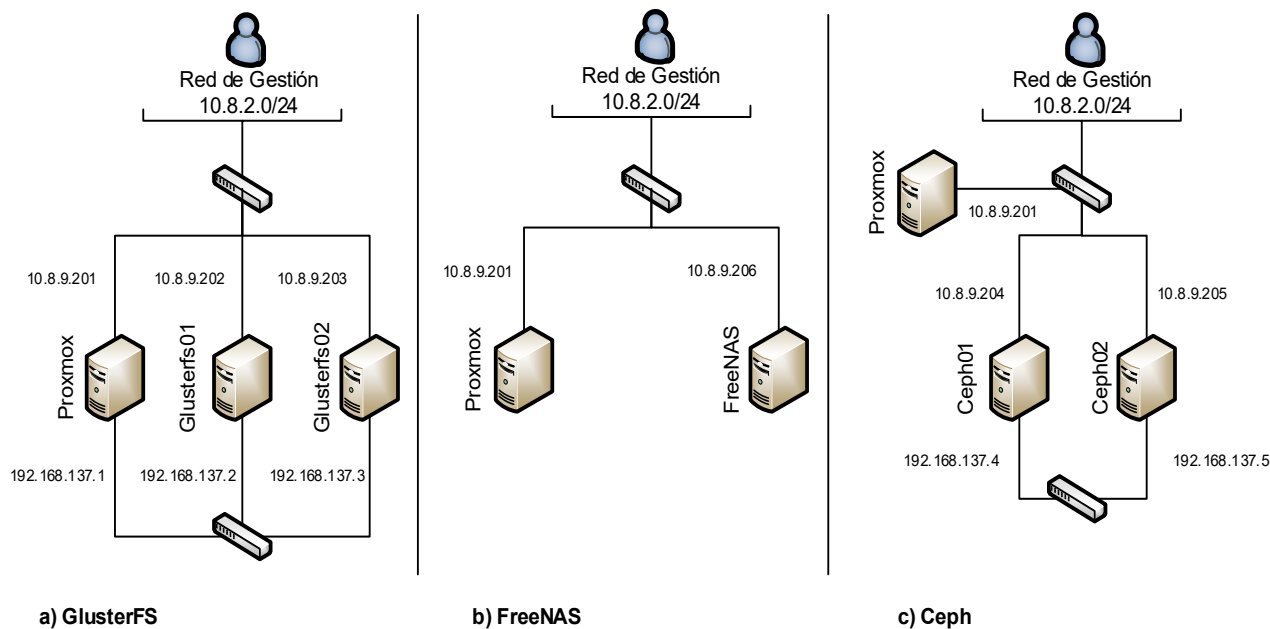 Red de Gestión
10.8.2.0/24
10.8.9.201
10.8.9.202
10.8.9.203
Proxmox
Glusterfs01
Glusterfs02
192.168.137.1
192.168.137.2
192.168.137.3
a) GlusterFS
Red de Gestión
10.8.2.0/24
10.8.9.201
10.8.9.206
Proxmox
FreeNAS
b) FreeNAS
Red de Gestión
10.8.2.0/24
Proxmox
10.8.9.201
10.8.9.204
10.8.9.205
Ceph01
Ceph02
192.168.137.4
192.168.137.5
c) Ceph